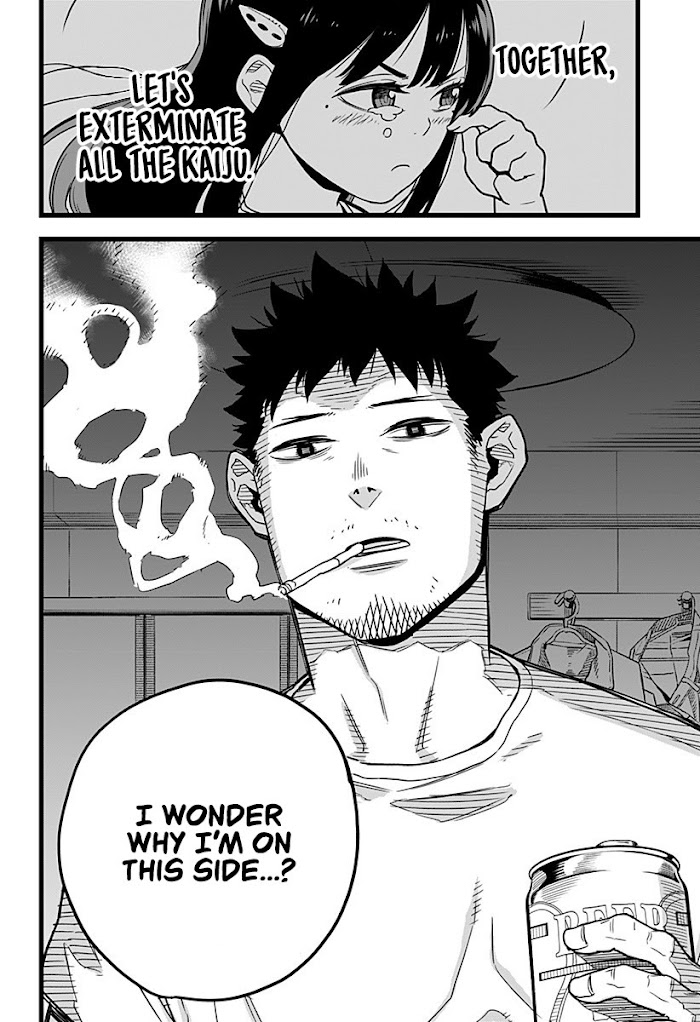 TOGETHER,
LET'S
EXTERMINATE
ALL THE KAIJU.
I WONDER
WHY I'M ON
THIS SIDE...?
BEER